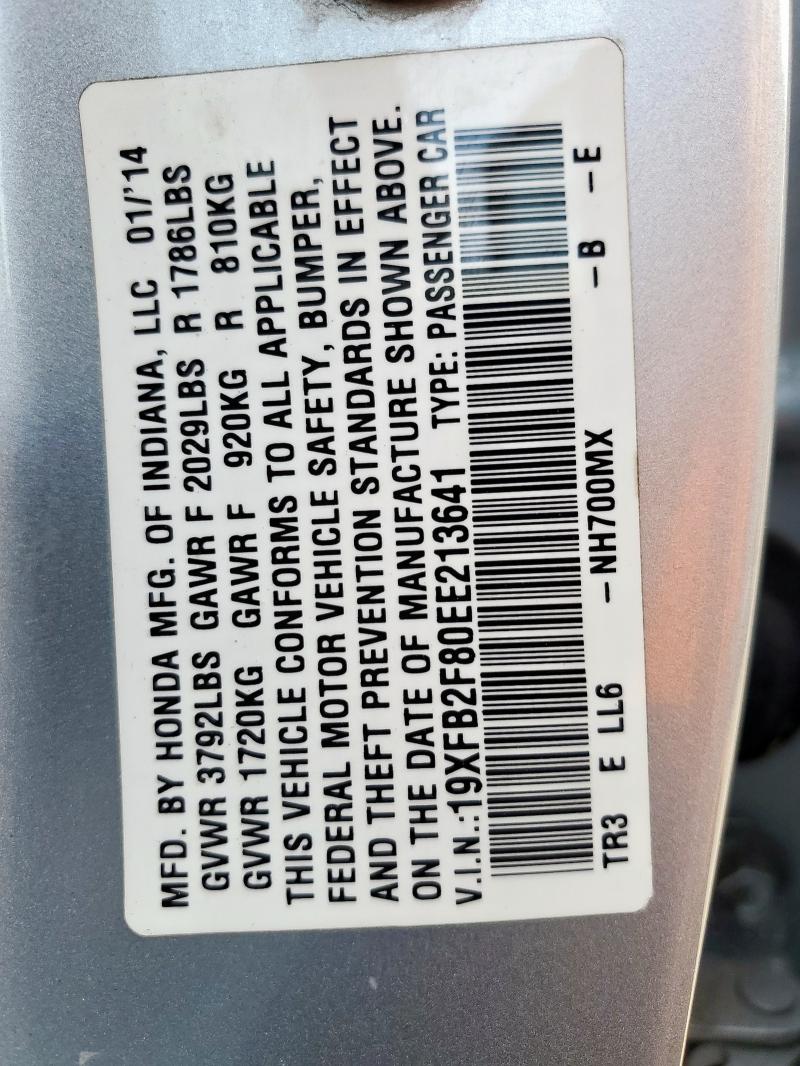 MFD. BY HONDA MFG. OF INDIANA, LLC 01/'14
GVWR 3792LBS GAWR F 2029LBS R 1786LBS
GVWR 1720KG GAWR F 920KG R 810KG
THIS VEHICLE CONFORMS TO ALL APPLICABLE
FEDERAL MOTOR VEHICLE SAFETY, BUMPER,
AND THEFT PREVENTION STANDARDS IN EFFECT
ON THE DATE OF MANUFACTURE SHOWN ABOVE.
V.I.N.:19XFB2F80EE213641 TYPE: PASSENGER CAR
TR3 E LL6 –NH700MX –B –E